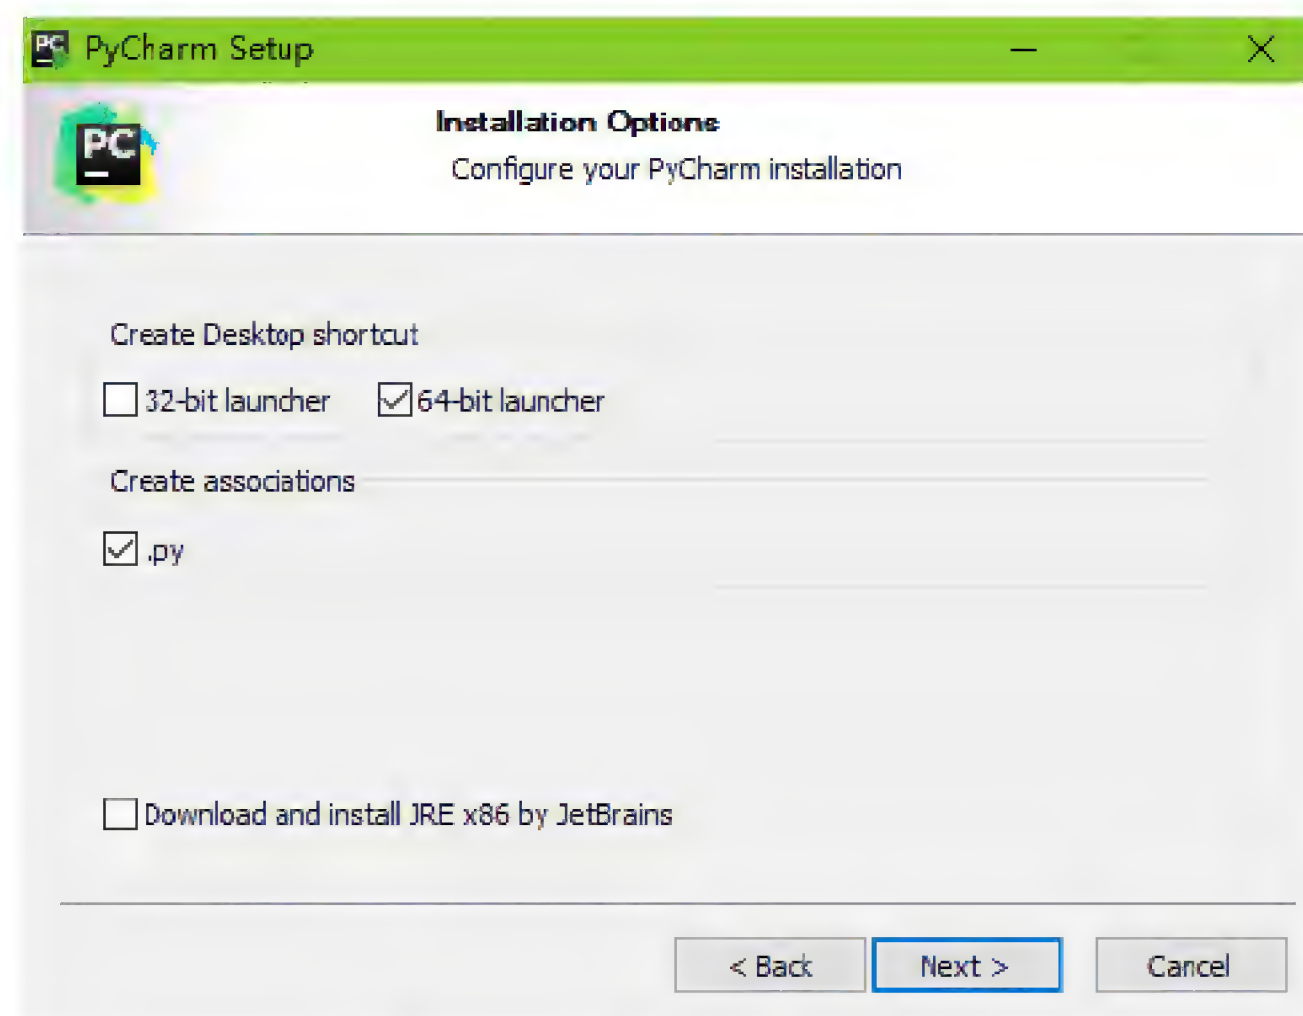 PC PyCharm Setup
PC
Installation Options
Configure your PyCharm installation
Create Desktop shortcut
32-bit launcher 64-bit launcher
Create associations
.py
Download and install JRE x86 by JetBrains
< Back Next > Cancel